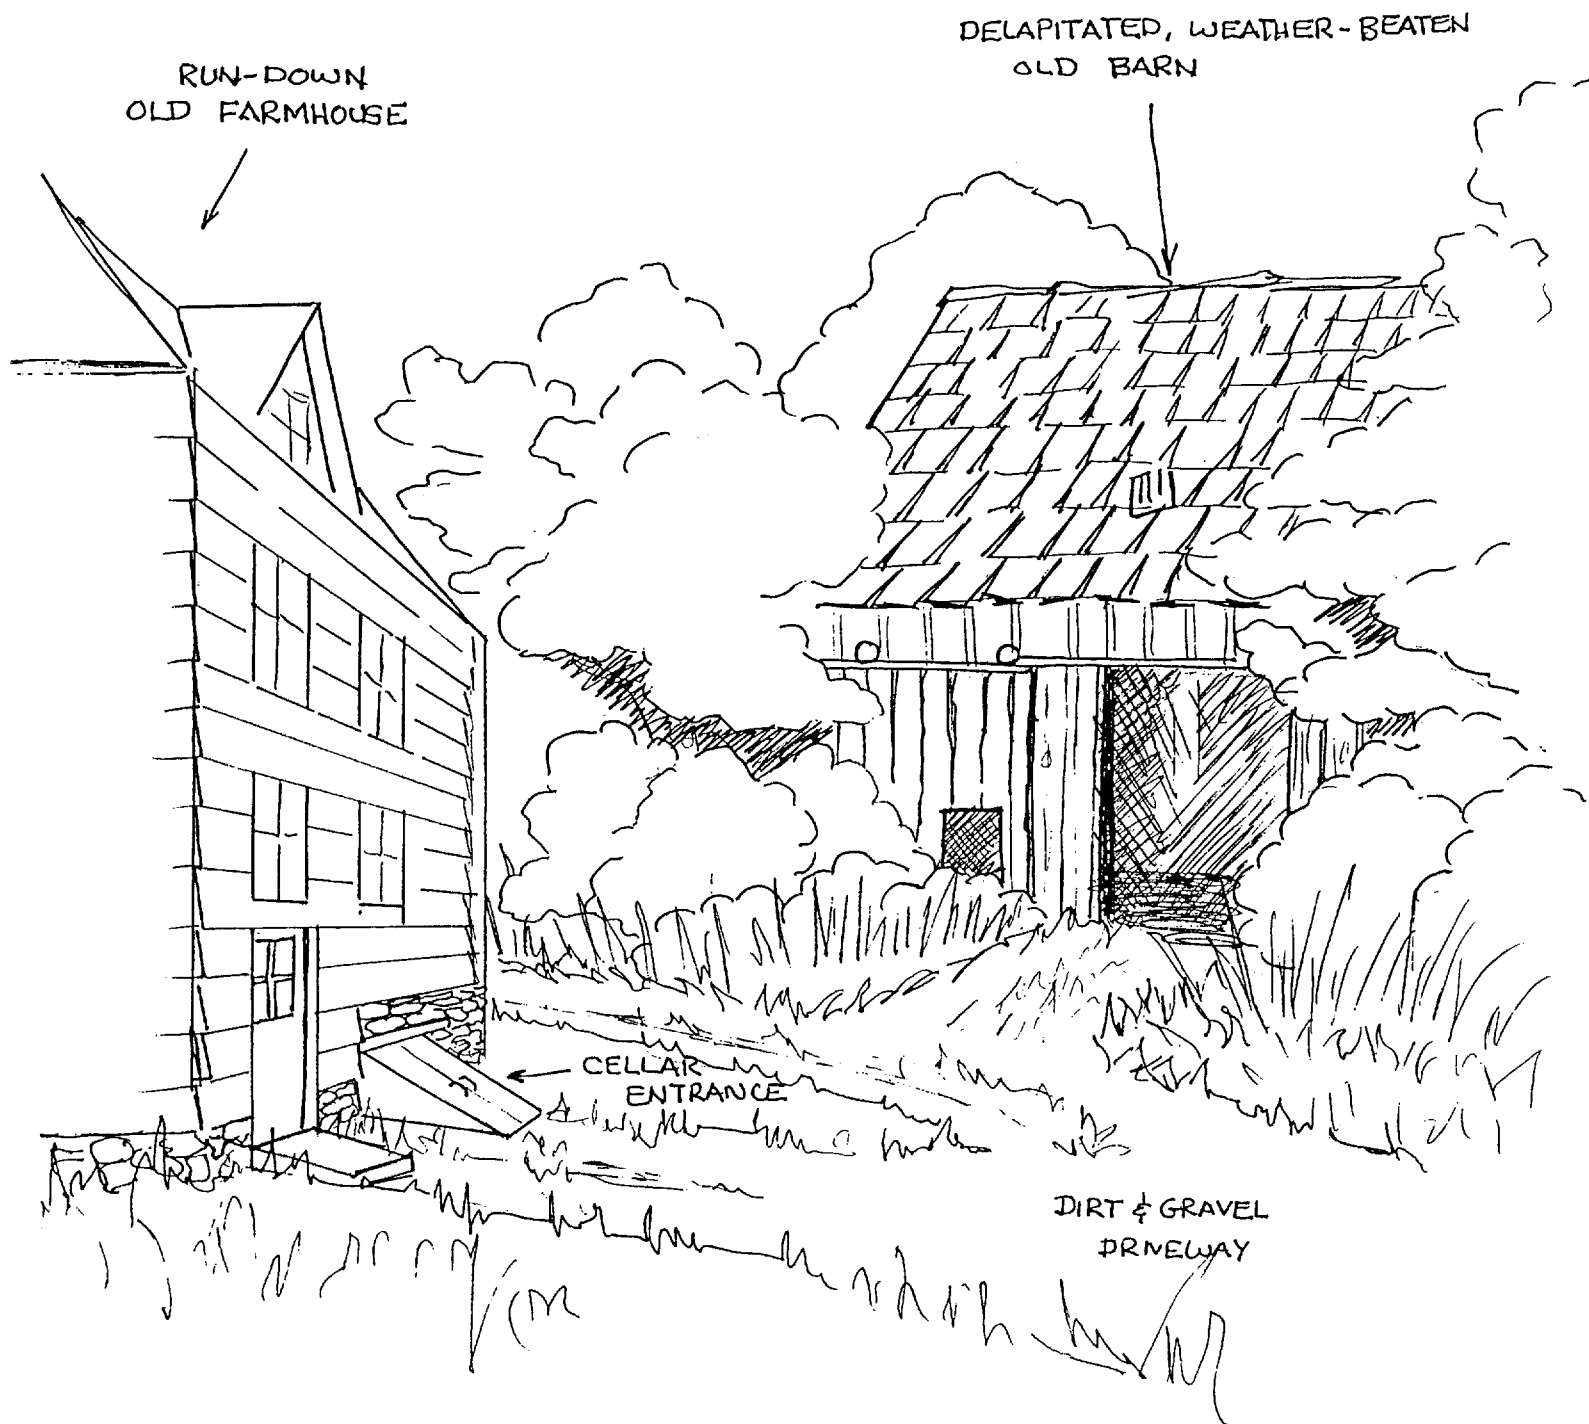 RUN-DOWN
OLD FARMHOUSE
DELAPITATED, WEATHER-BEATEN
OLD BARN
CELLAR
ENTRANCE
DIRT & GRAVEL
DRIVEWAY